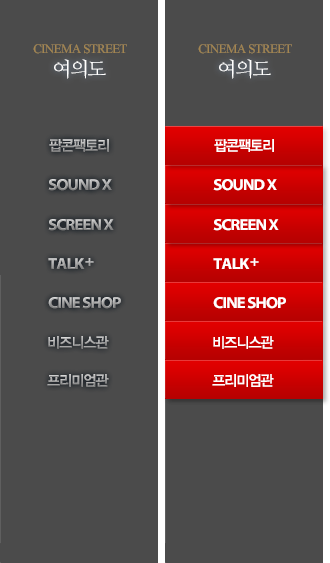 CINEMA STREET
여의도
팝콘팩토리
SOUND X
SCREEN X
TALK+
CINE SHOP
비즈니스관
프리미엄관
CINEMA STREET
여의도
팝콘팩토리
SOUND X
SCREEN X
TALK+
CINE SHOP
비즈니스관
프리미엄관